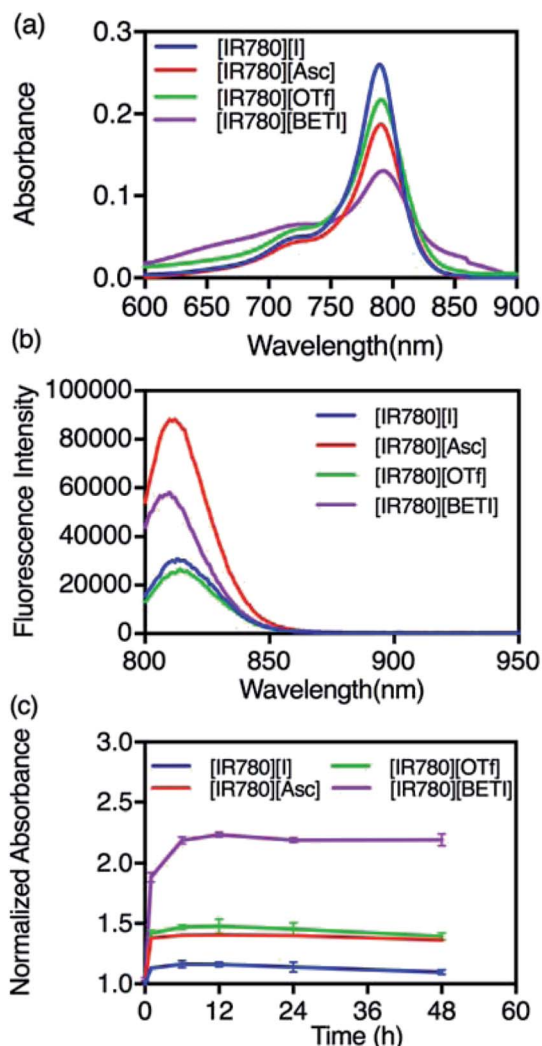 (a)
0.3
0.2
0.1
0.0
Absorbance
[IR780][I]
[IR780][Asc]
[IR780][OTf]
[IR780][BETI]
600 650 700 750 800 850 900
Wavelength(nm)
(b)
100000
80000
60000
40000
20000
0
Fluorescence Intensity
[IR780][I]
[IR780][Asc]
[IR780][OTf]
[IR780][BETI]
800 850 900 950
Wavelength(nm)
(c)
3.0
2.5
2.0
1.5
1.0
Normalized Absorbance
[IR780][I] [IR780][OTf]
[IR780][Asc] [IR780][BETI]
0 12 24 36 48 60
Time (h)